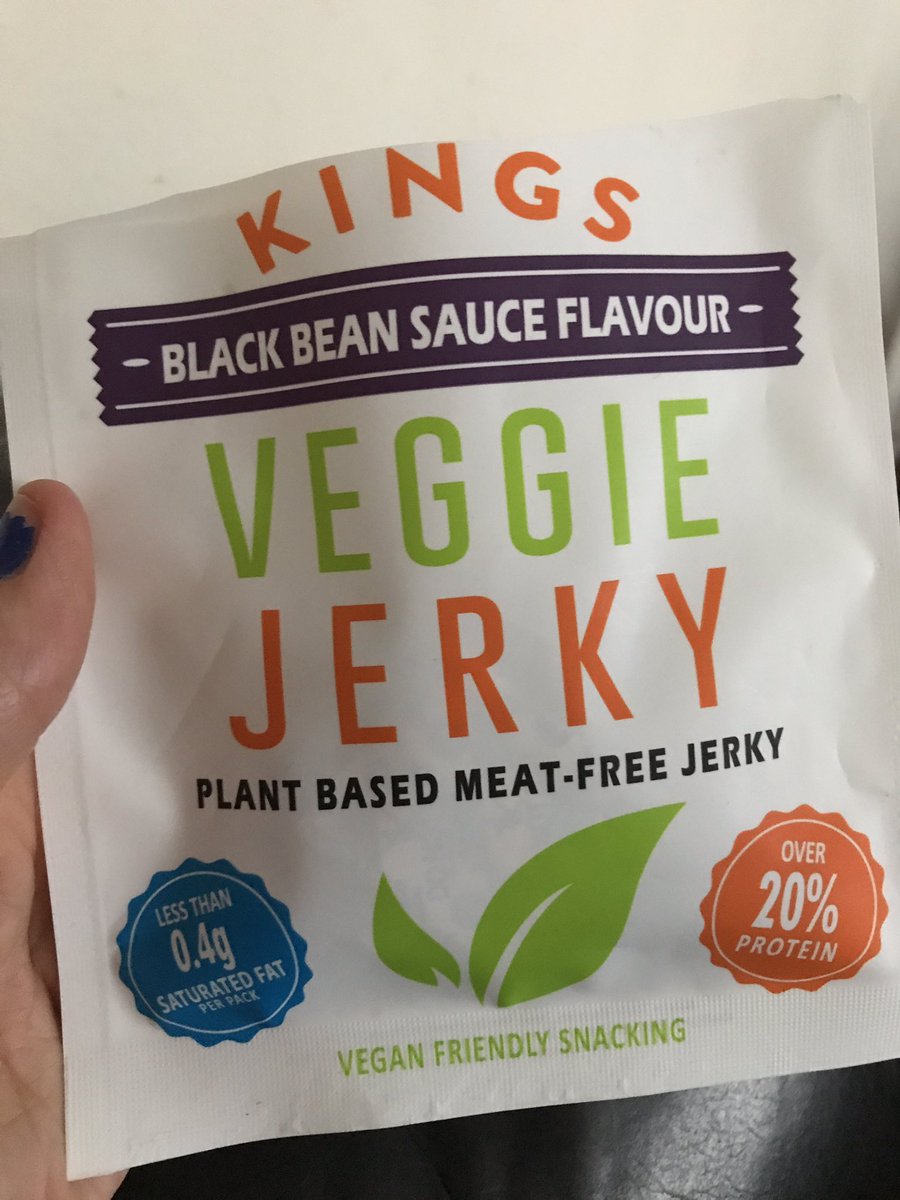 KINGS
- BLACK BEAN SAUCE FLAVOUR -
VEGGIE
JERKY
PLANT BASED MEAT-FREE JERKY
LESS THAN
0.4g
SATURATED FAT
PER PACK
OVER
20%
PROTEIN
VEGAN FRIENDLY SNACKING